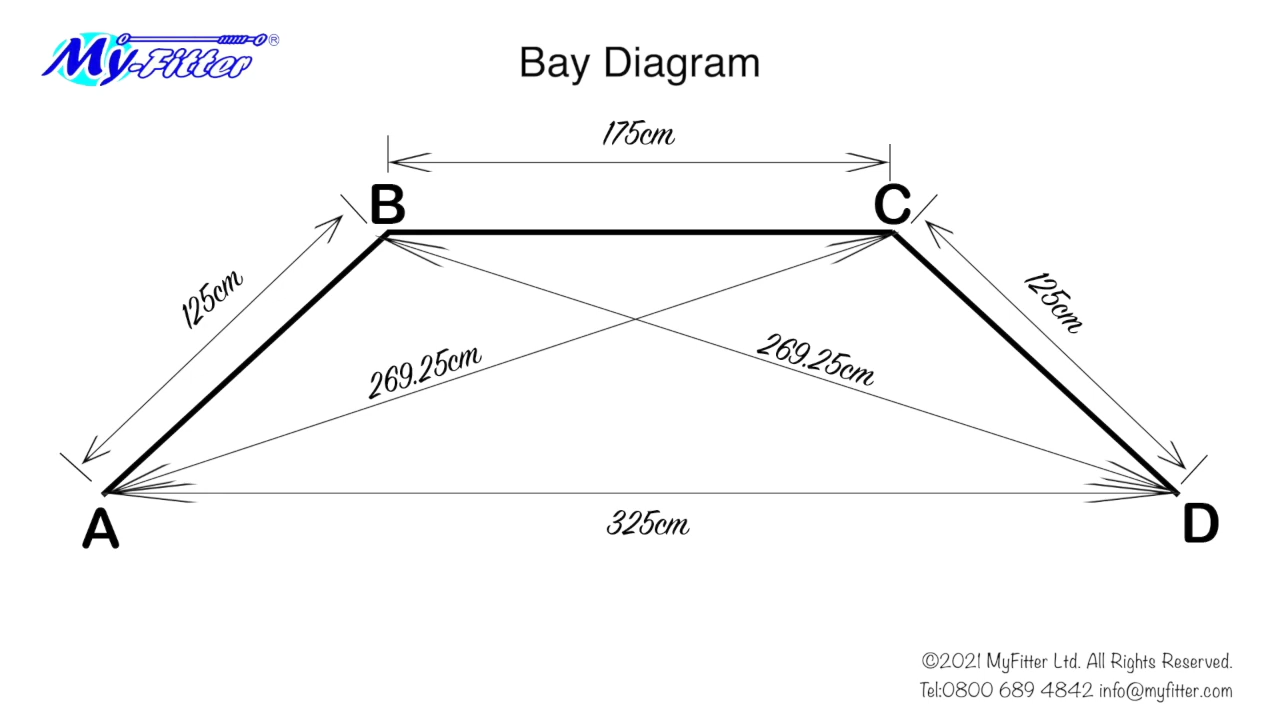 My-Fitter®
Bay Diagram
175cm
B
C
125cm
125cm
269.25cm
269.25cm
A
325cm
D
©2021 MyFitter Ltd. All Rights Reserved.
Tel:0800 689 4842 info@myfitter.com